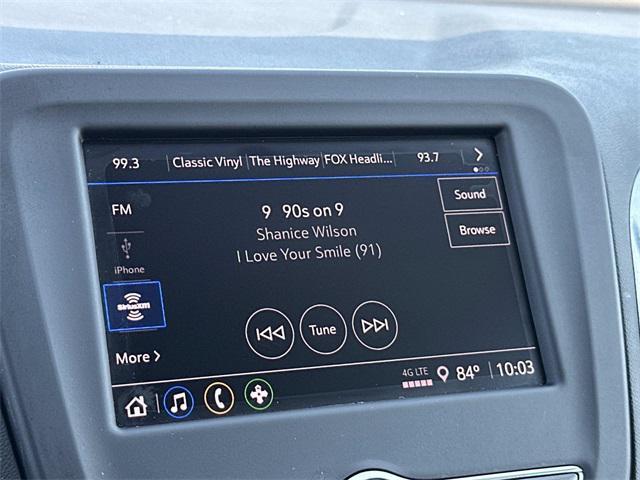 99.3 Classic Vinyl The Highway FOX Headli... 93.7
FM
9 90s on 9
Sound
Shanice Wilson
Browse
I Love Your Smile (91)
iPhone
SiriusXM
Tune
More
4G LTE 84° 10:03